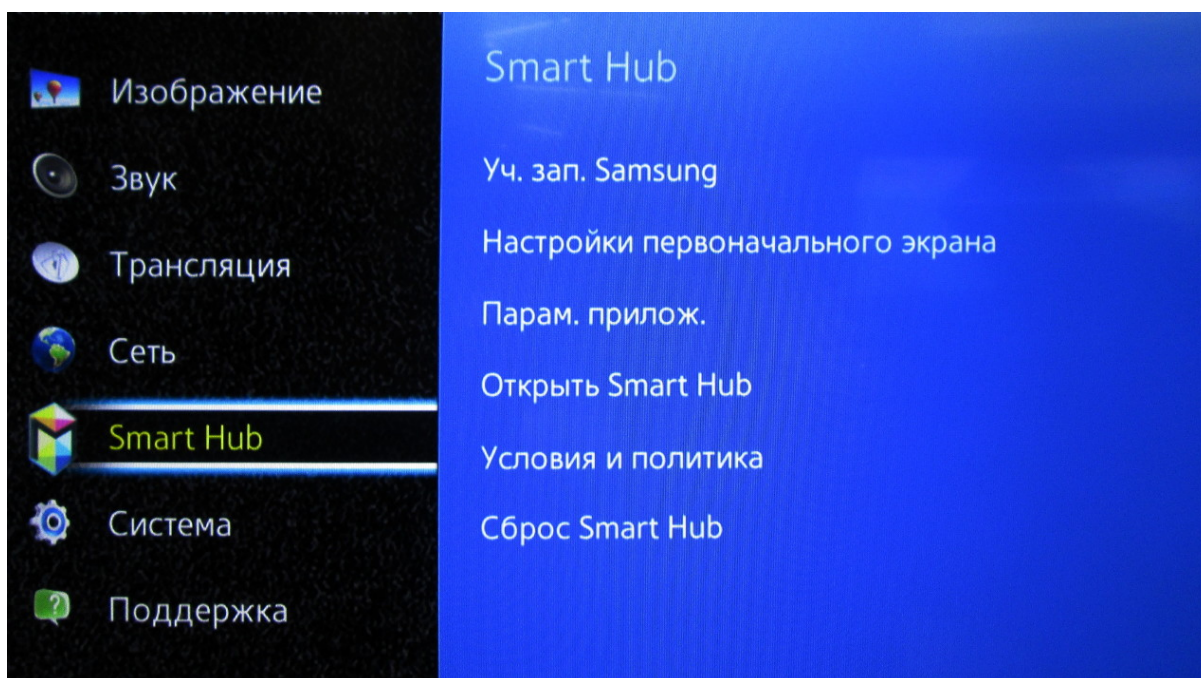 Изображение
Звук
Трансляция
Сеть
Smart Hub
Система
Поддержка
Smart Hub
Уч. зап. Samsung
Настройки первоначального экрана
Парам. прилож.
Открыть Smart Hub
Условия и политика
Сброс Smart Hub